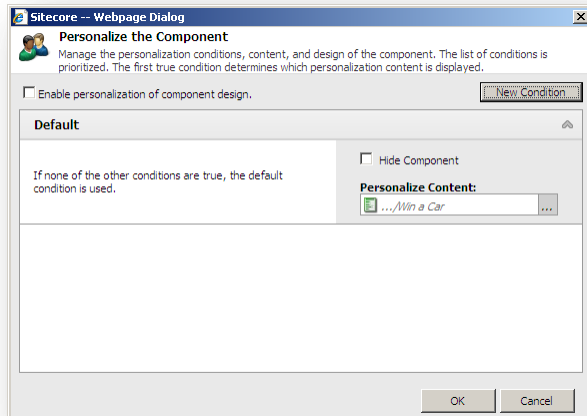 Sitecore -- Webpage Dialog
Personalize the Component
Manage the personalization conditions, content, and design of the component. The list of conditions is
prioritized. The first true condition determines which personalization content is displayed.
Enable personalization of component design.
New Condition
Default
If none of the other conditions are true, the default
condition is used.
Hide Component
Personalize Content:
.../Win a Car
...
OK
Cancel